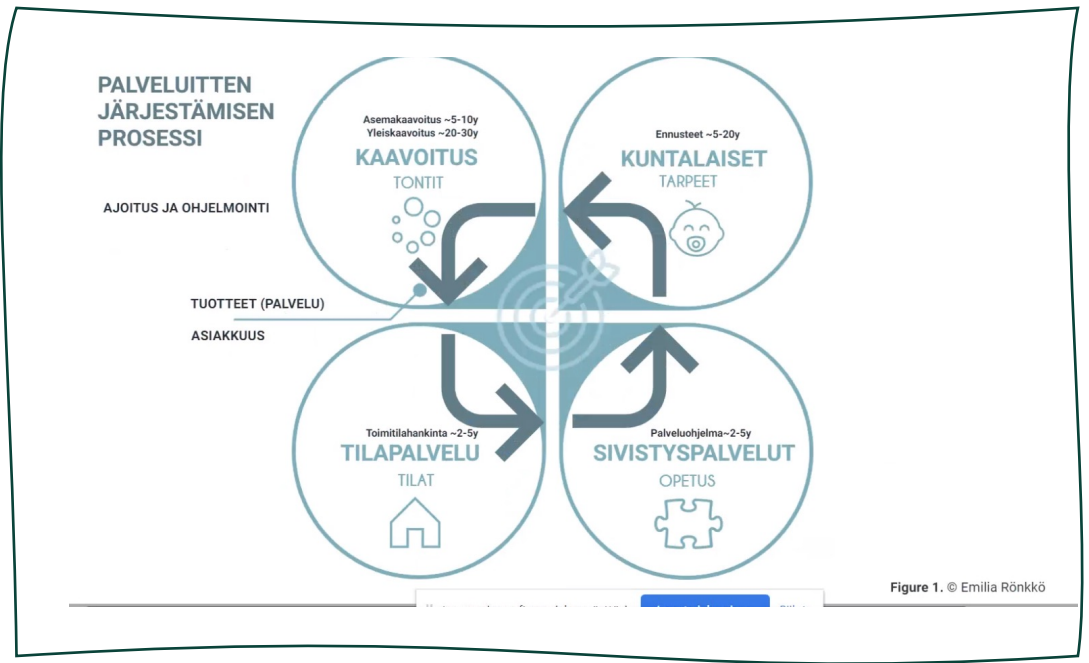 PALVELUITTEN
JÄRJESTÄMISEN
PROSESSI
AJOITUS JA OHJELMOINTI
TUOTTEET (PALVELU)
ASIAKKUUS
Asemakaavoitus ~5-10y
Yleiskaavoitus ~20-30y
KAAVOITUS
TONTIT
Ennusteet ~5-20y
KUNTALAISET
TARPEET
Toimitilahankinta ~2-5y
TILAPALVELU
TILAT
Palveluohjelma~2-5y
SIVISTYSPALVELUT
OPETUS
Figure 1. © Emilia Rönkkö